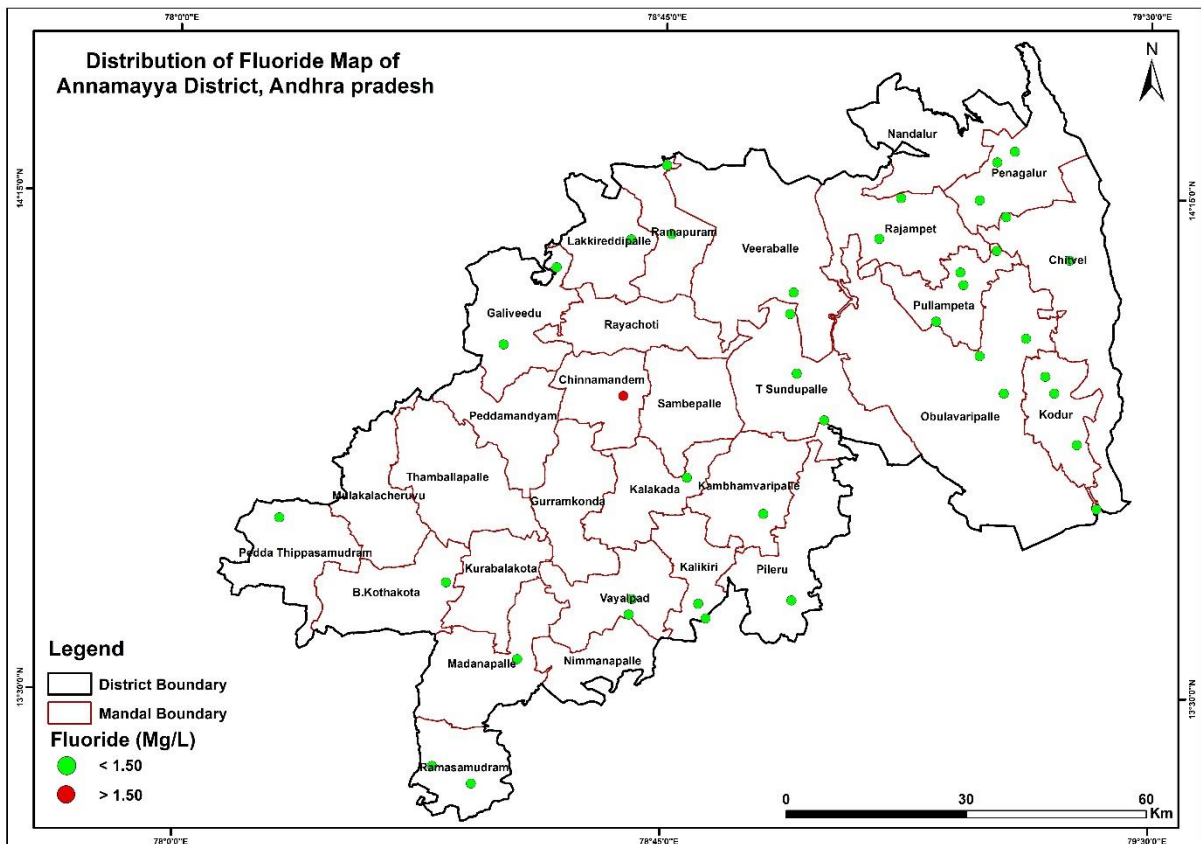 78°0'0"E
78°45'0"E
79°30'0"E
Distribution of Fluoride Map of
Annamayya District, Andhra pradesh
N
Nandalur
Penagalur
14°15'0"N
14°15'0"N
Rajampet
Ramapuram
Lakkireddipalle
Veeraballe
Chitvel
Pullampeta
Galiveedu
Rayachoti
Chinnamandem
T Sundupalle
Sambepalle
Peddamandyam
Obulavaripalle
Kodur
Thamballapalle
Kambhamvaripalle
Kalakada
Mulakalacheruvu
Gurramkonda
Pedda Thippasamudram
Kurabalakota
Kalikiri
Pileru
B.Kothakota
Vayalpad
Madanapalle
Nimmanapalle
13°30'0"N
13°30'0"N
Legend
District Boundary
Mandal Boundary
Fluoride (Mg/L)
< 1.50
> 1.50
Ramasamudram
0 30 60
Km
78°0'0"E
78°45'0"E
79°30'0"E